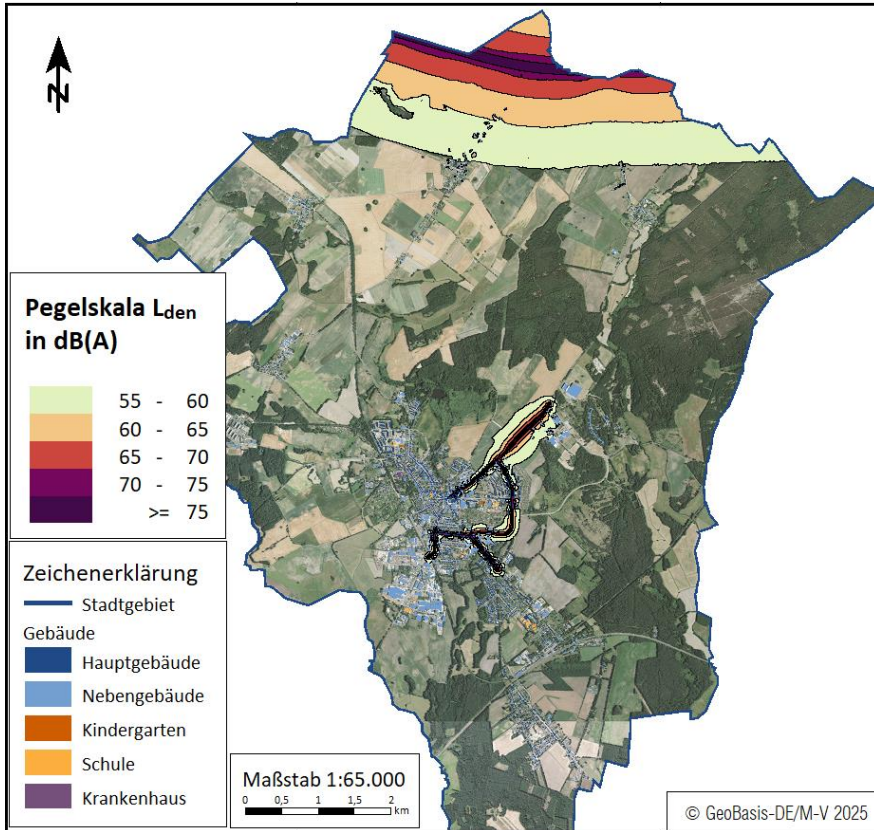 N
Pegelskala Lden
in dB(A)
55 - 60
60 - 65
65 - 70
70 - 75
>= 75
Zeichenerklärung
Stadtgebiet
Gebäude
Hauptgebäude
Nebengebäude
Kindergarten
Schule
Krankenhaus
Maßstab 1:65.000
0 0,5 1 1,5 2
km
© GeoBasis-DE/M-V 2025